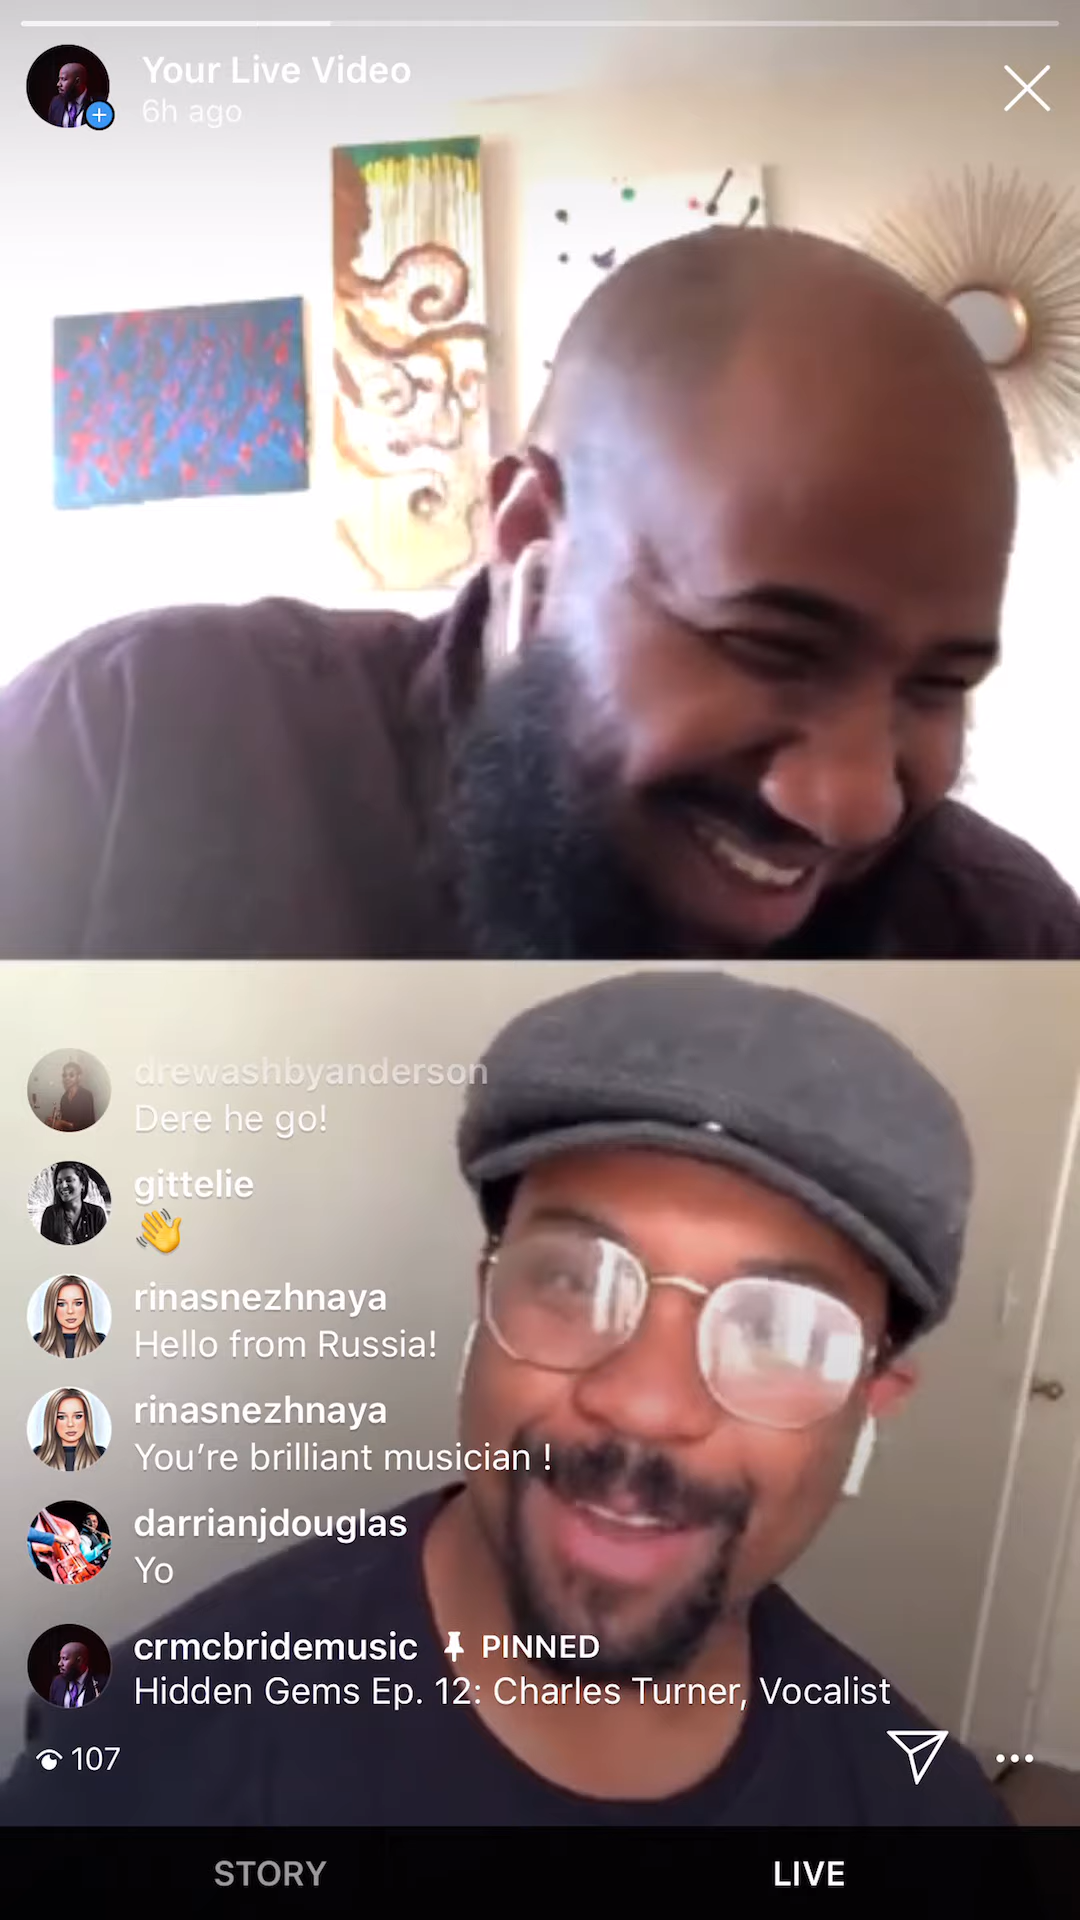 Your Live Video
6h ago
drewashbyanderson
Dere he go!
gittelie
👋
rinasnezhnaya
Hello from Russia!
rinasnezhnaya
You’re brilliant musician !
darrianjdouglas
Yo
crmcbridemusic PINNED
Hidden Gems Ep. 12: Charles Turner, Vocalist
107
STORY LIVE